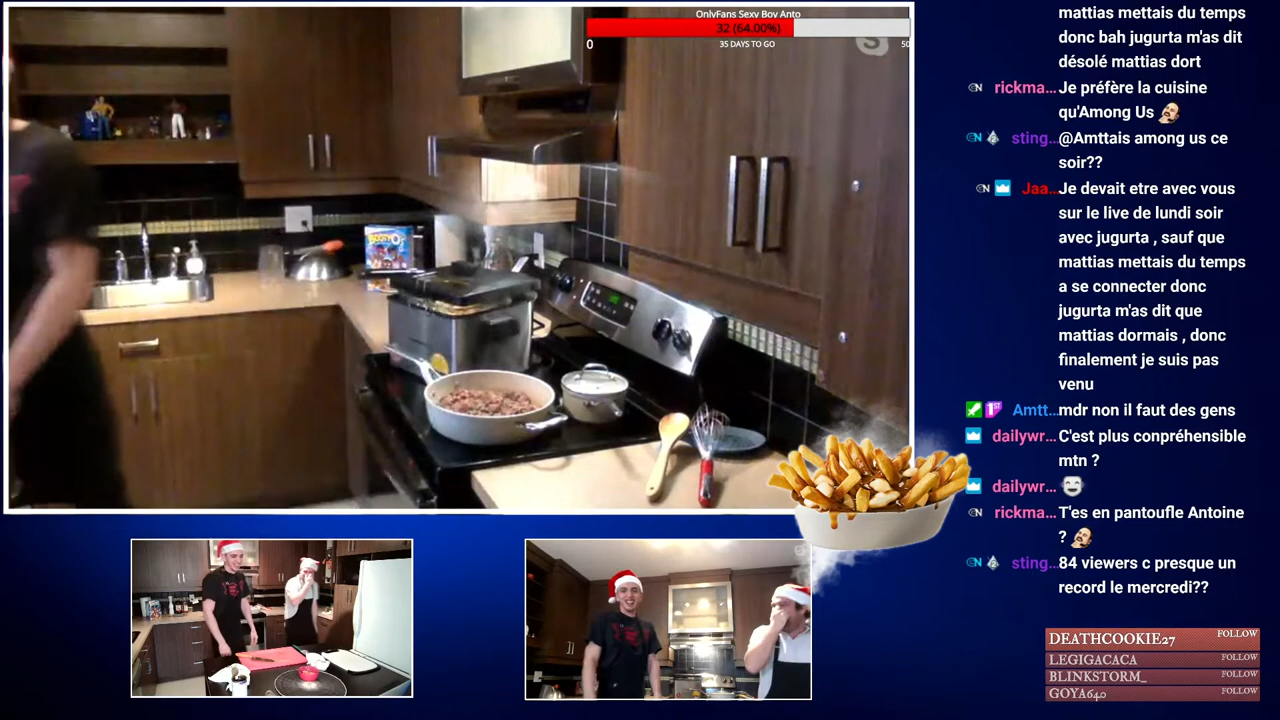 OnlyFans Sexy Boy Anto
32 (64.00%)
0
35 DAYS TO GO
50
mattias mettais du temps
donc bah jugurta m'as dit
désolé mattias dort
rickma... Je préfère la cuisine
qu'Among Us
sting... @Amttais among us ce
soir??
Jaa... Je devait etre avec vous
sur le live de lundi soir
avec jugurta , sauf que
mattias mettais du temps
a se connecter donc
jugurta m'as dit que
mattias dormais , donc
finalement je suis pas
venu
1ST Amtt... mdr non il faut des gens
dailywr... C'est plus conpréhensible
mtn ?
dailywr...
rickma... T'es en pantoufle Antoine
?
sting... 84 viewers c presque un
record le mercredi??
DEATHCOOKIE27 FOLLOW
LEGIGACACA FOLLOW
BLINKSTORM_ FOLLOW
GOYA640 FOLLOW